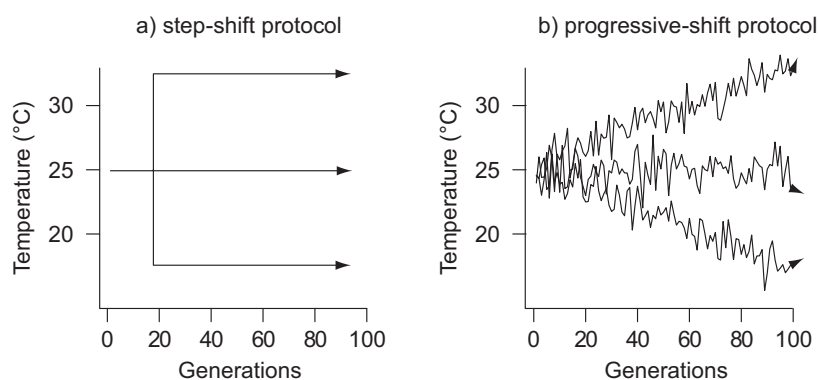 a) step-shift protocol
Temperature (°C)
30
25
20
0 20 40 60 80 100
Generations
b) progressive-shift protocol
Temperature (°C)
30
25
20
0 20 40 60 80 100
Generations